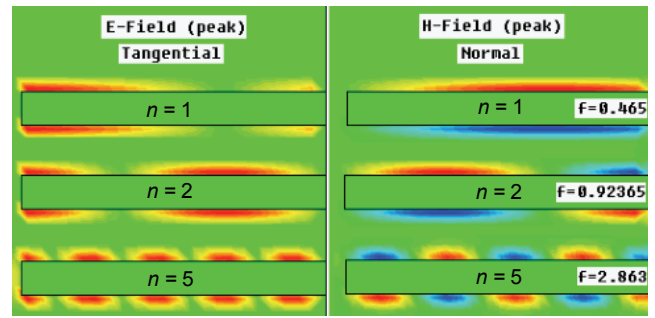 E-Field (peak)
Tangential
n = 1
n = 2
n = 5
H-Field (peak)
Normal
n = 1
f=0.465
n = 2
f=0.92365
n = 5
f=2.863